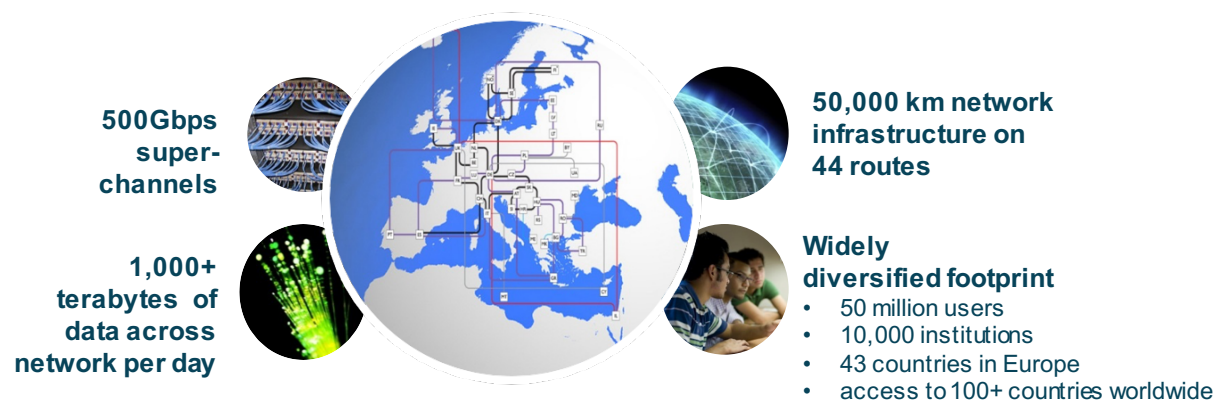 500Gbps
super-
channels
1,000+
terabytes of
data across
network per day
50,000 km network
infrastructure on
44 routes
Widely
diversified footprint
• 50 million users
• 10,000 institutions
• 43 countries in Europe
• access to 100+ countries worldwide
PT
ES